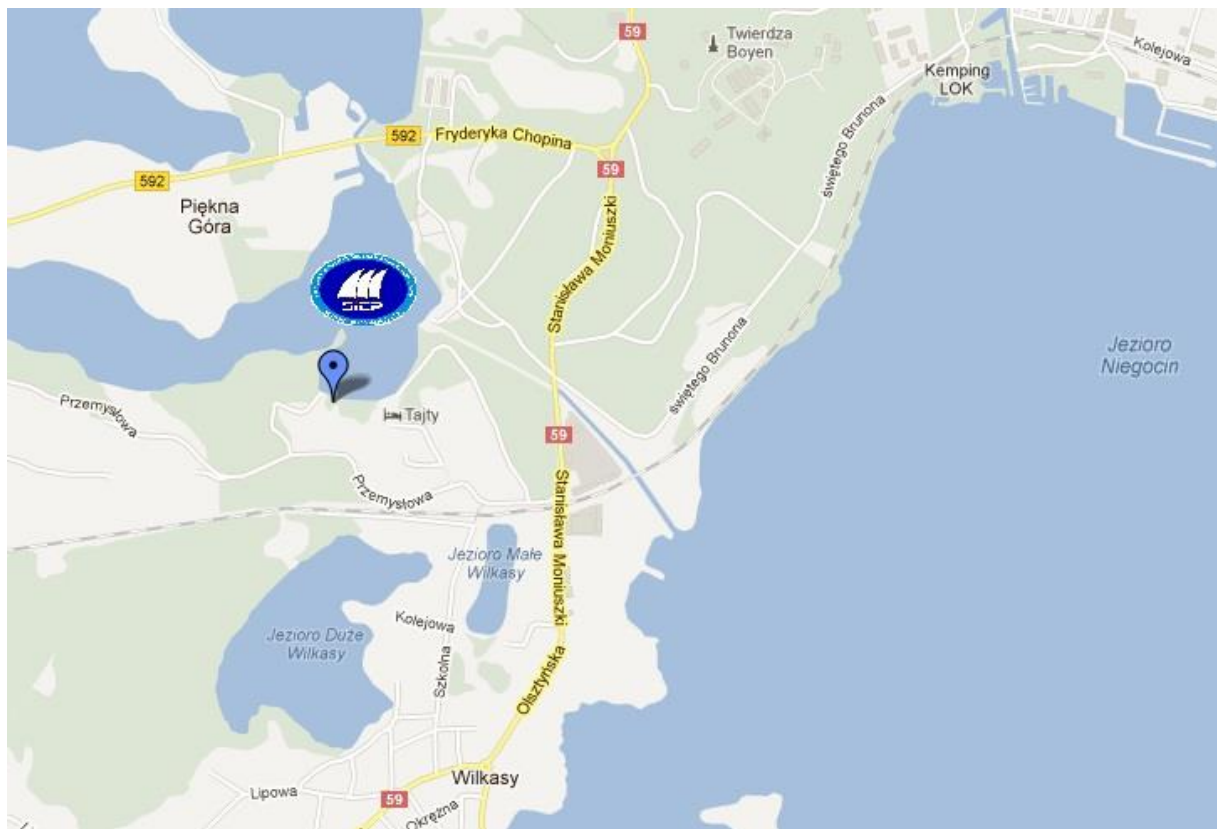 59
Twierdza
Boyen
Kolejowa
Kemping
LOK
592
Fryderyka Chopina
świętego Brunona
59
592
Piękna
Góra
Stanisława Moniuszki
SIEP
Jezioro
Niegocin
świętego Brunona
Przemysłowa
Tajty
59
Przemysłowa
Stanisława Moniuszki
Jezioro Małe
Wilkasy
Kolejowa
Jezioro Duże
Wilkasy
Szkolna
Olsztyńska
Wilkasy
Lipowa
59
Okrężna